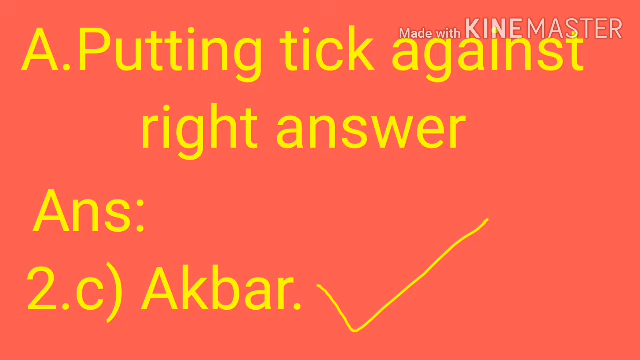 Made with KINEMASTER
A.Putting tick against
right answer
Ans:
2.c) Akbar.